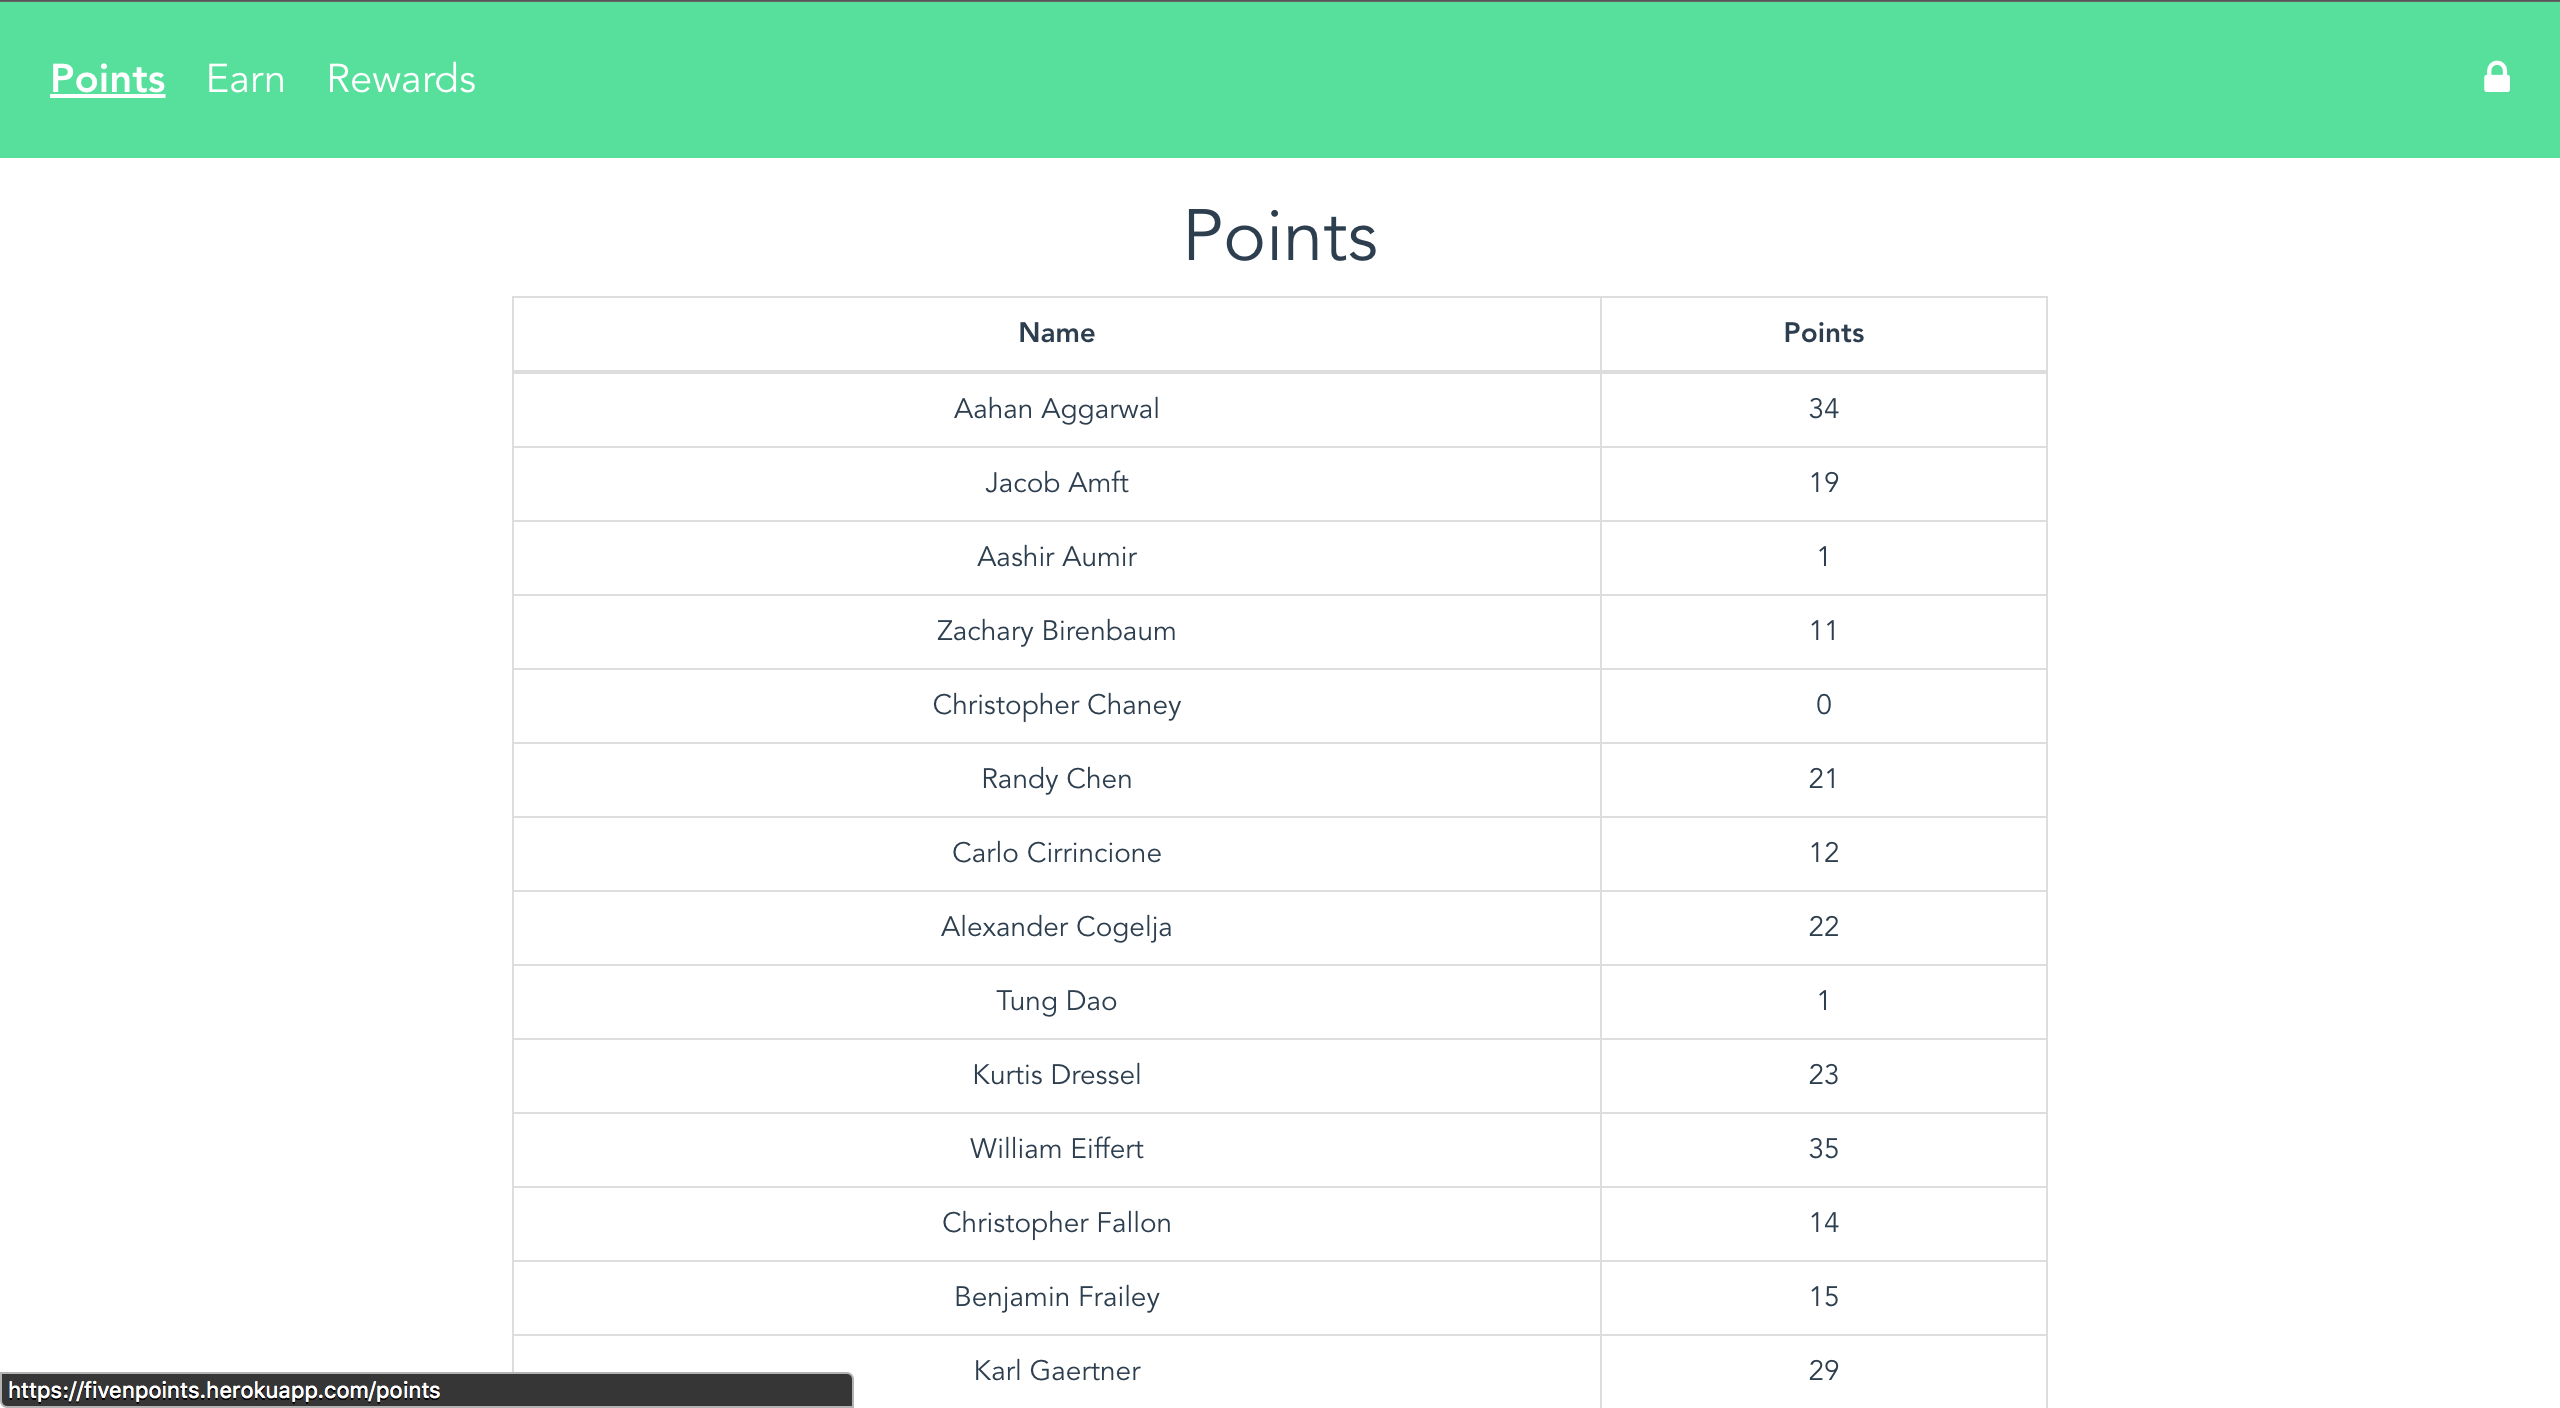 Points Earn Rewards
Points
Name Points
Aahan Aggarwal 34
Jacob Amft 19
Aashir Aumir 1
Zachary Birenbaum 11
Christopher Chaney 0
Randy Chen 21
Carlo Cirrincione 12
Alexander Cogelja 22
Tung Dao 1
Kurtis Dressel 23
William Eiffert 35
Christopher Fallon 14
Benjamin Frailey 15
Karl Gaertner 29
https://fivenpoints.herokuapp.com/points